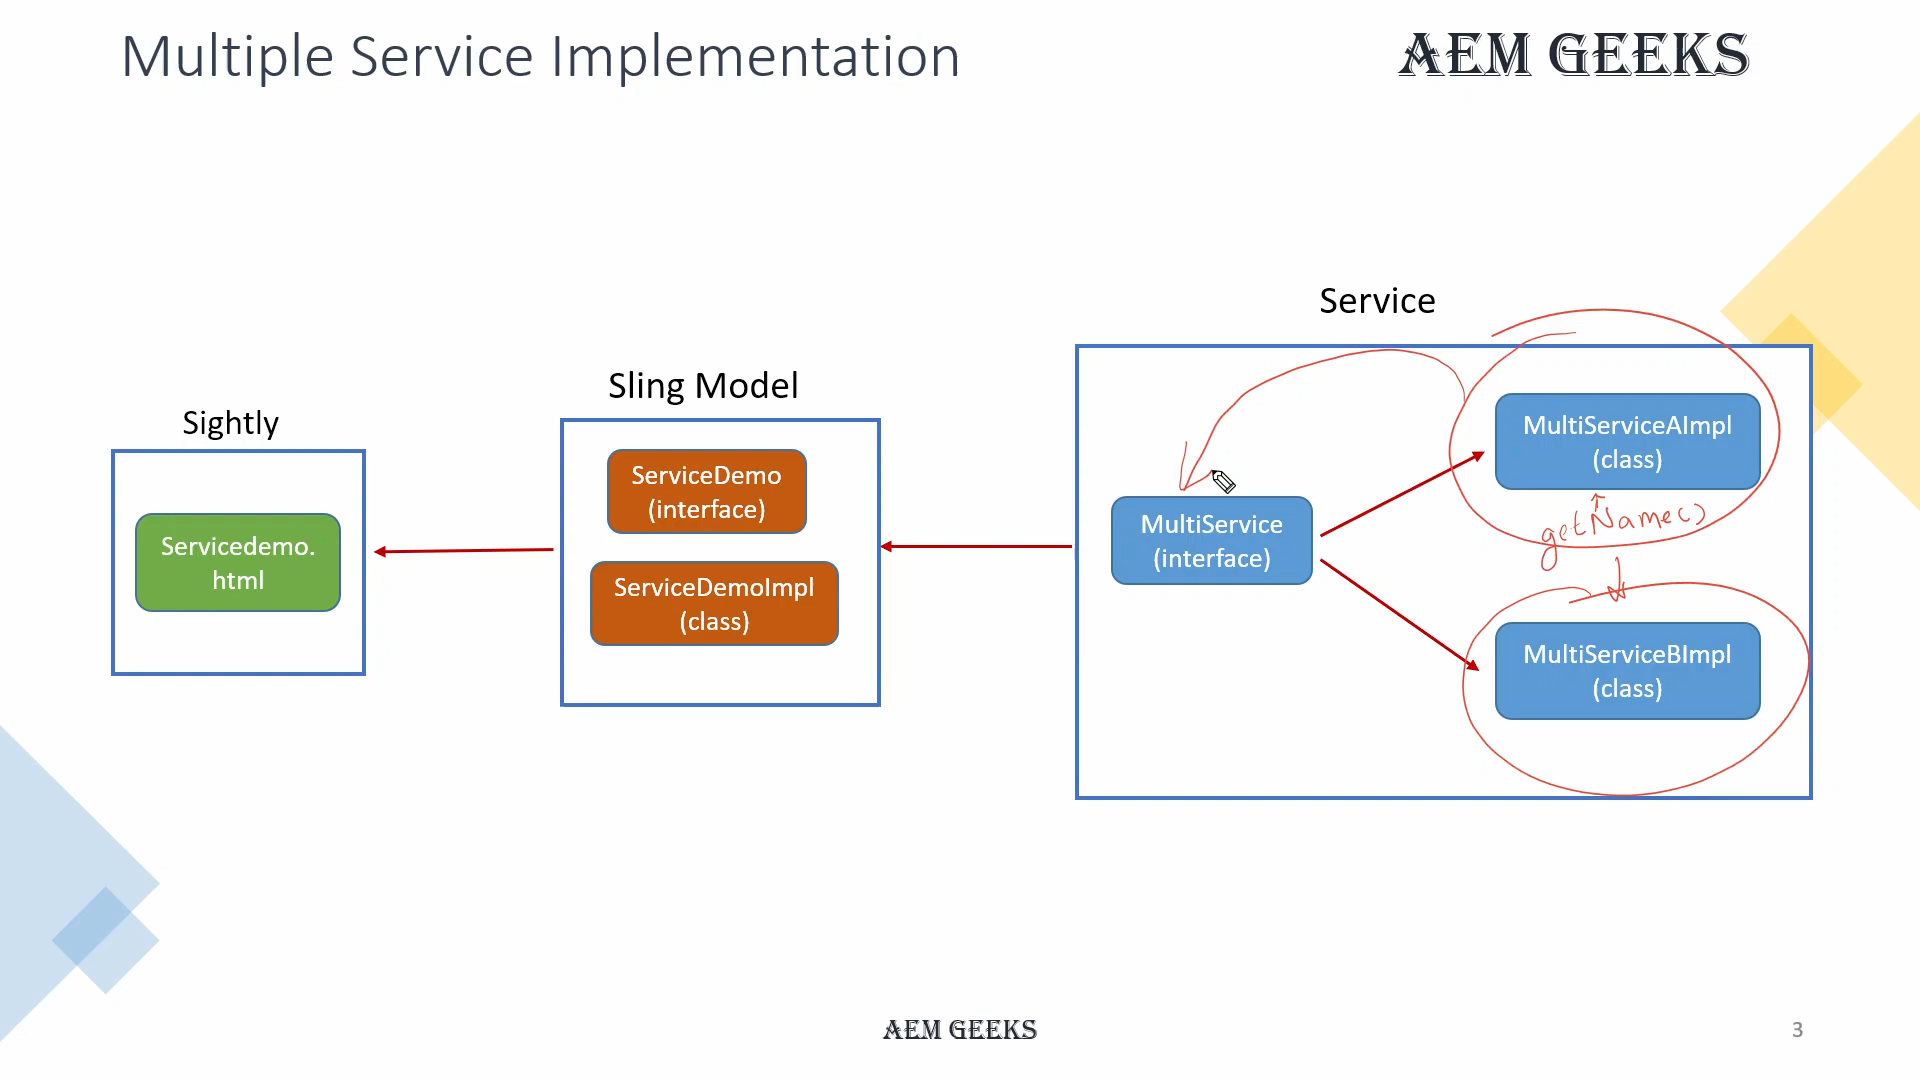 Multiple Service Implementation
AEM GEEKS
Sightly
Servicedemo.
html
Sling Model
ServiceDemo
(interface)
ServiceDemoImpl
(class)
Service
MultiService
(interface)
MultiServiceAImpl
(class)
getName()
MultiServiceBImpl
(class)
AEM GEEKS
3